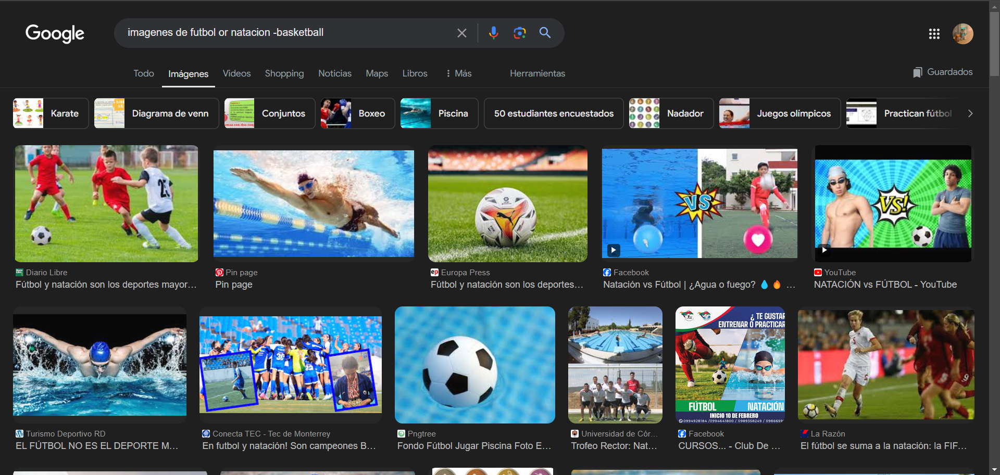 Google
imagenes de futbol or natacion -basketball
Todo
Imágenes
Videos
Shopping
Noticias
Maps
Libros
Más
Herramientas
Guardados
Karate
Diagrama de venn
Conjuntos
Boxeo
Piscina
50 estudiantes encuestados
Nadador
Juegos olímpicos
Practican fútbol
25
VS
VS!
Diario Libre
Fútbol y natación son los deportes mayor...
Pin page
Pin page
Europa Press
Fútbol y natación son los deportes...
Facebook
Natación vs Fútbol | ¿Agua o fuego? 💧🔥 ...
YouTube
NATACIÓN vs FÚTBOL - YouTube
¿ TE GUSTAR
ENTRENAR O PRACTICAR
FÚTBOL NATACIÓN
INICIO 10 DE FEBRERO
0994928184 /0994641800 / 0989358249 / 0986659
Turismo Deportivo RD
EL FÚTBOL NO ES EL DEPORTE M...
Conecta TEC - Tec de Monterrey
En futbol y natación! Son campeones B...
Pngtree
Fondo Fútbol Jugar Piscina Foto E...
Universidad de Cór...
Trofeo Rector: Nat...
Facebook
CURSOS... - Club De ...
La Razón
El fútbol se suma a la natación: la FIF...